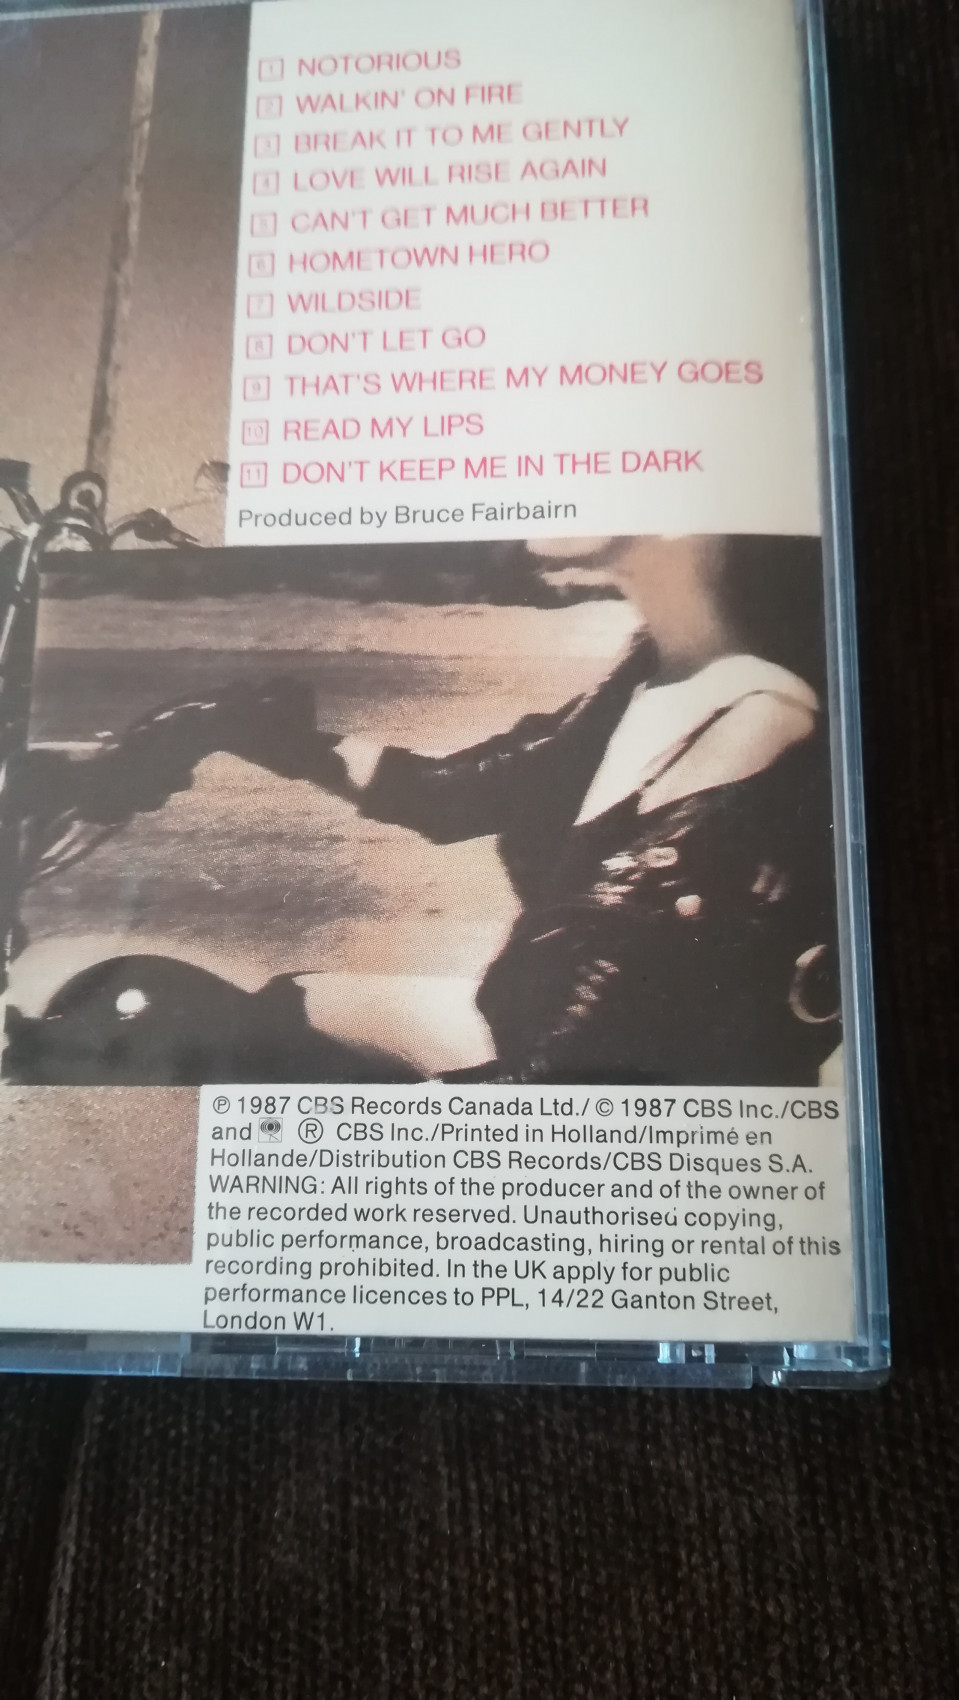 1 NOTORIOUS
2 WALKIN' ON FIRE
3 BREAK IT TO ME GENTLY
4 LOVE WILL RISE AGAIN
5 CAN'T GET MUCH BETTER
6 HOMETOWN HERO
7 WILDSIDE
8 DON'T LET GO
9 THAT'S WHERE MY MONEY GOES
10 READ MY LIPS
11 DON'T KEEP ME IN THE DARK
Produced by Bruce Fairbairn
℗ 1987 CBS Records Canada Ltd./ © 1987 CBS Inc./CBS
and ® CBS Inc./Printed in Holland/Imprimé en
Hollande/Distribution CBS Records/CBS Disques S.A.
WARNING: All rights of the producer and of the owner of
the recorded work reserved. Unauthorised copying,
public performance, broadcasting, hiring or rental of this
recording prohibited. In the UK apply for public
performance licences to PPL, 14/22 Ganton Street,
London W1.